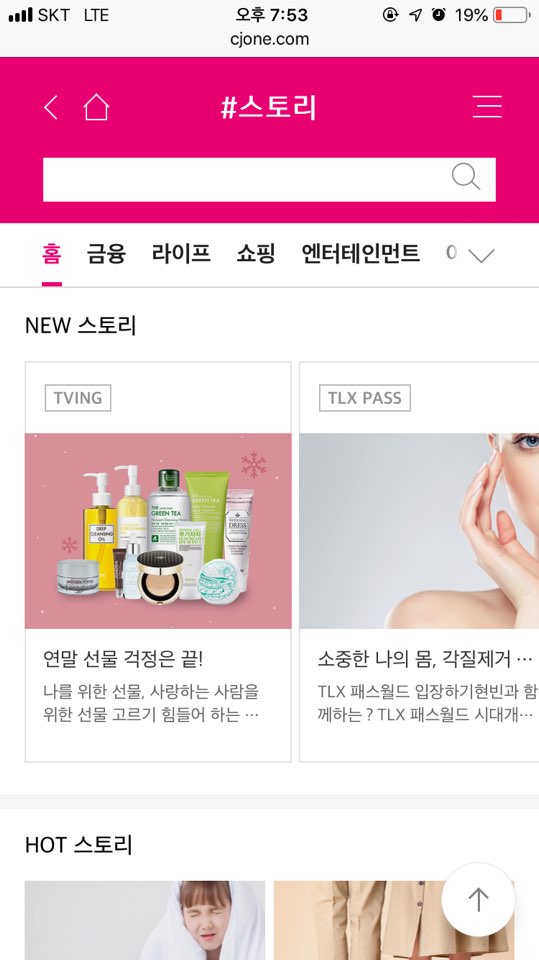 SKT LTE 오후 7:53 19%
cjone.com
#스토리
홈 금융 라이프 쇼핑 엔터테인먼트
NEW 스토리
TVING
TLX PASS
DEEP
CLEANSING
OIL
THE
GREEN TEA
GREEN TEA
DRESS
연말 선물 걱정은 끝!
나를 위한 선물, 사랑하는 사람을
위한 선물 고르기 힘들어 하는 …
소중한 나의 몸, 각질제거 …
TLX 패스월드 입장하기현빈과 함
께하는 ? TLX 패스월드 시대개…
HOT 스토리